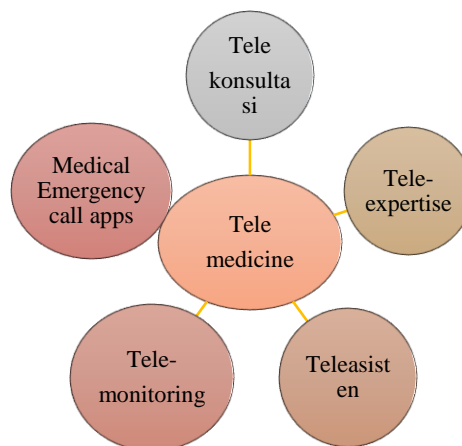 Tele
konsulta
si
Medical
Emergency
call apps
Tele-
expertise
Tele
medicine
Tele-
monitoring
Teleasist
en